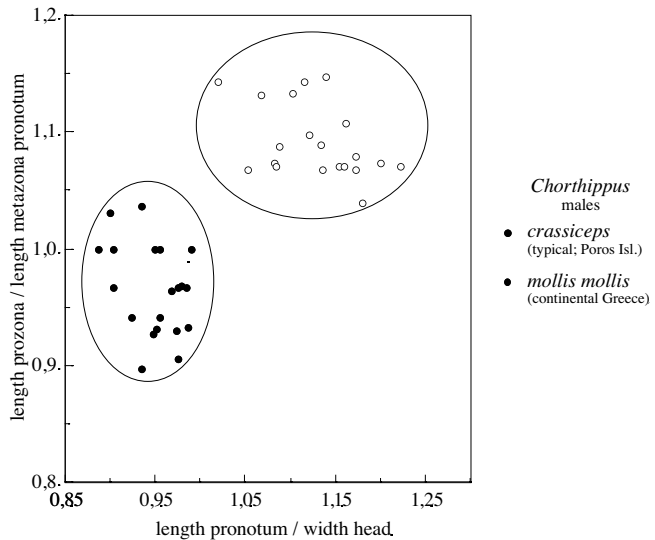 1,2.
1,1.
1,0.
0,9.
0,8.
0,85
0,95
1,05
1,15
1,25
length prozona / length metazona pronotum
length pronotum / width head
Chorthippus
males
crassiceps
(typical; Poros Isl.)
mollis mollis
(continental Greece)